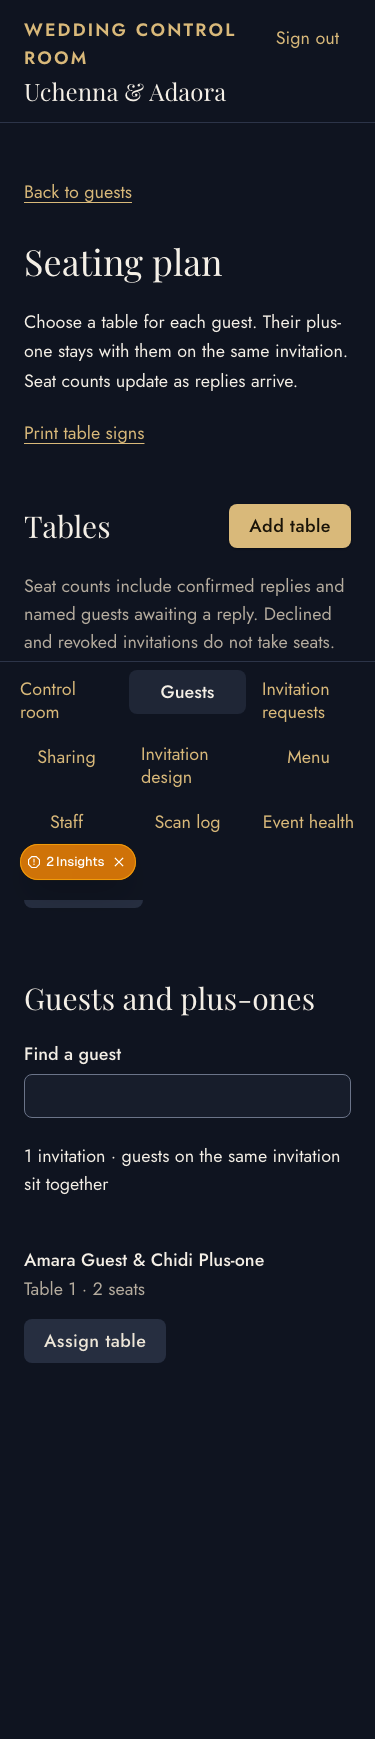 WEDDING CONTROL
ROOM
Sign out
Uchenna & Adaora
Back to guests
Seating plan
Choose a table for each guest. Their plus-
one stays with them on the same invitation.
Seat counts update as replies arrive.
Print table signs
Tables
Add table
Seat counts include confirmed replies and
named guests awaiting a reply. Declined
and revoked invitations do not take seats.
Control
room
Guests
Invitation
requests
Sharing
Invitation
design
Menu
Staff
Scan log
Event health
2 Insights
Guests and plus-ones
Find a guest
1 invitation · guests on the same invitation
sit together
Amara Guest & Chidi Plus-one
Table 1 · 2 seats
Assign table